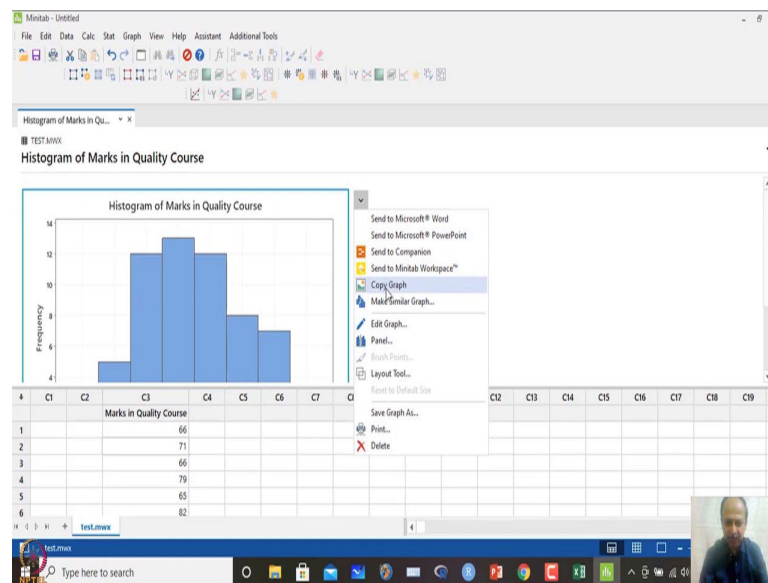 Minitab - Untitled
File Edit Data Calc Stat Graph View Help Assistant Additional Tools
Histogram of Marks in Qu...
TEST.MWX
Histogram of Marks in Quality Course
Histogram of Marks in Quality Course
14
12
10
8
6
4
Frequency
Send to Microsoft® Word
Send to Microsoft® PowerPoint
Send to Companion
Send to Minitab Workspace™
Copy Graph
Make Similar Graph...
Edit Graph...
Panel...
Brush Points...
Layout Tool...
Reset to Default Size
Save Graph As...
Print...
Delete
C1 C2 C3 C4 C5 C6 C7 C12 C13 C14 C15 C16 C17 C18 C19
Marks in Quality Course
1 66
2 71
3 66
4 79
5 65
6 82
test.mwx
test.mwx
Type here to search
NPTEL